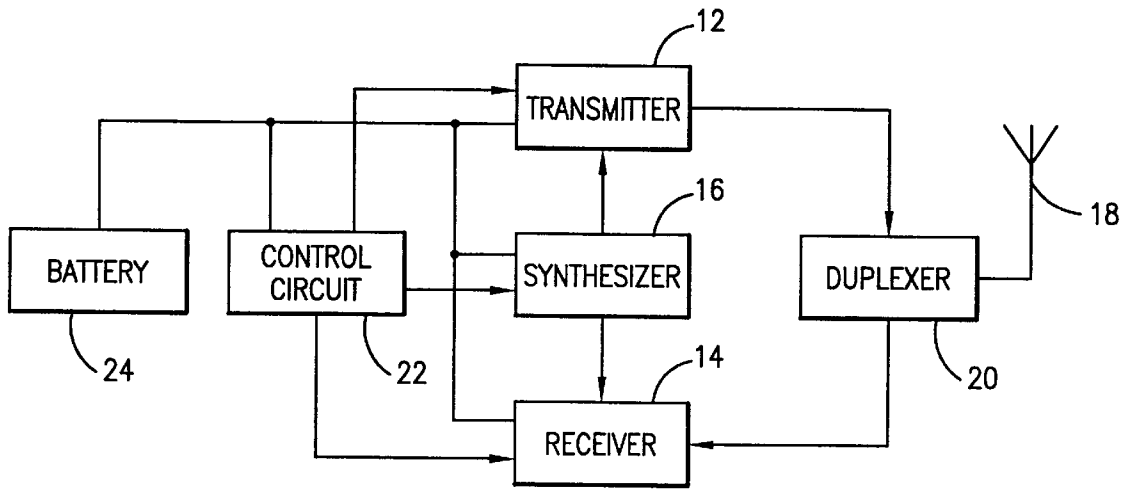 12
TRANSMITTER
16
18
BATTERY
CONTROL
CIRCUIT
SYNTHESIZER
DUPLEXER
24
22
14
20
RECEIVER